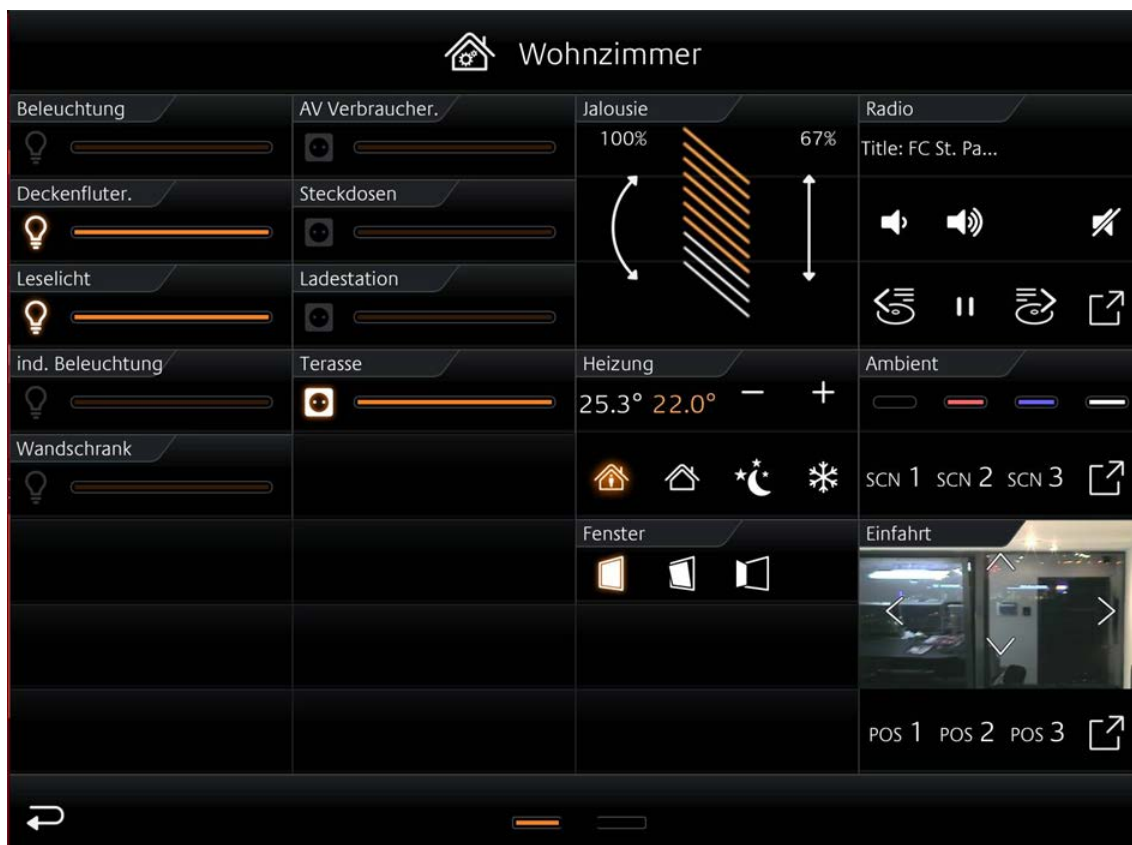 Wohnzimmer
Beleuchtung
AV Verbraucher.
Jalousie
Radio
100%
67%
Title: FC St. Pa...
Deckenfluter.
Steckdosen
Leselicht
Ladestation
ind. Beleuchtung
Terasse
Heizung
Ambient
25.3° 22.0°
Wandschrank
SCN 1 SCN 2 SCN 3
Fenster
Einfahrt
POS 1 POS 2 POS 3